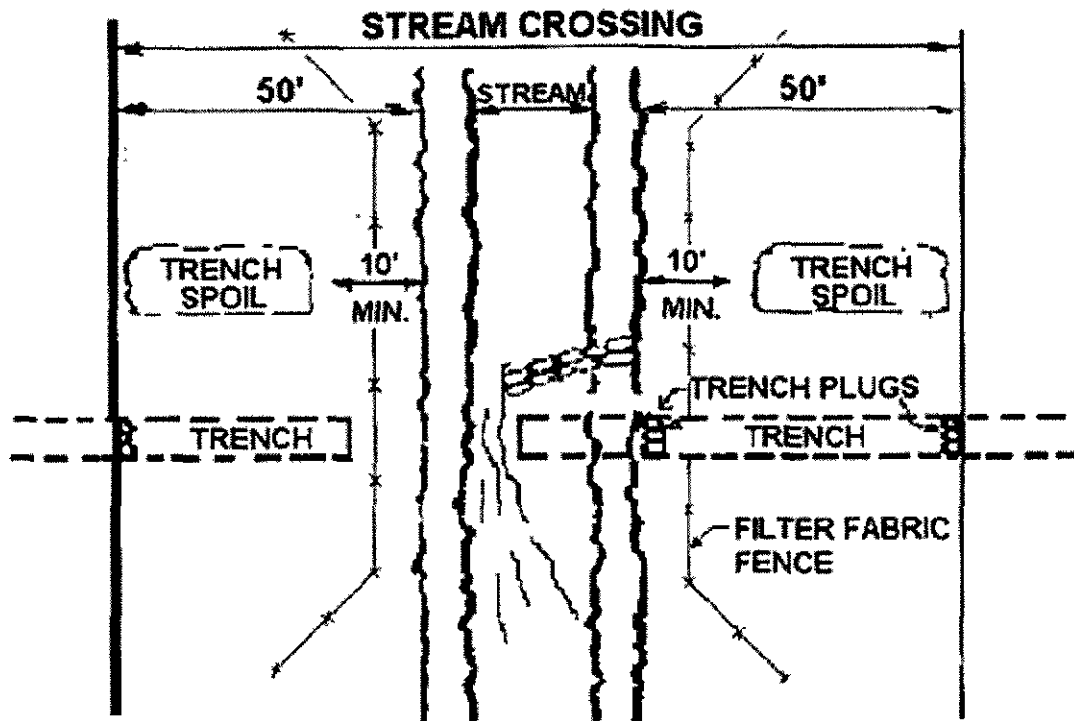 STREAM CROSSING
50'
STREAM
50'
TRENCH
SPOIL
10'
MIN.
10'
MIN.
TRENCH
SPOIL
TRENCH PLUGS
TRENCH
TRENCH
FILTER FABRIC
FENCE